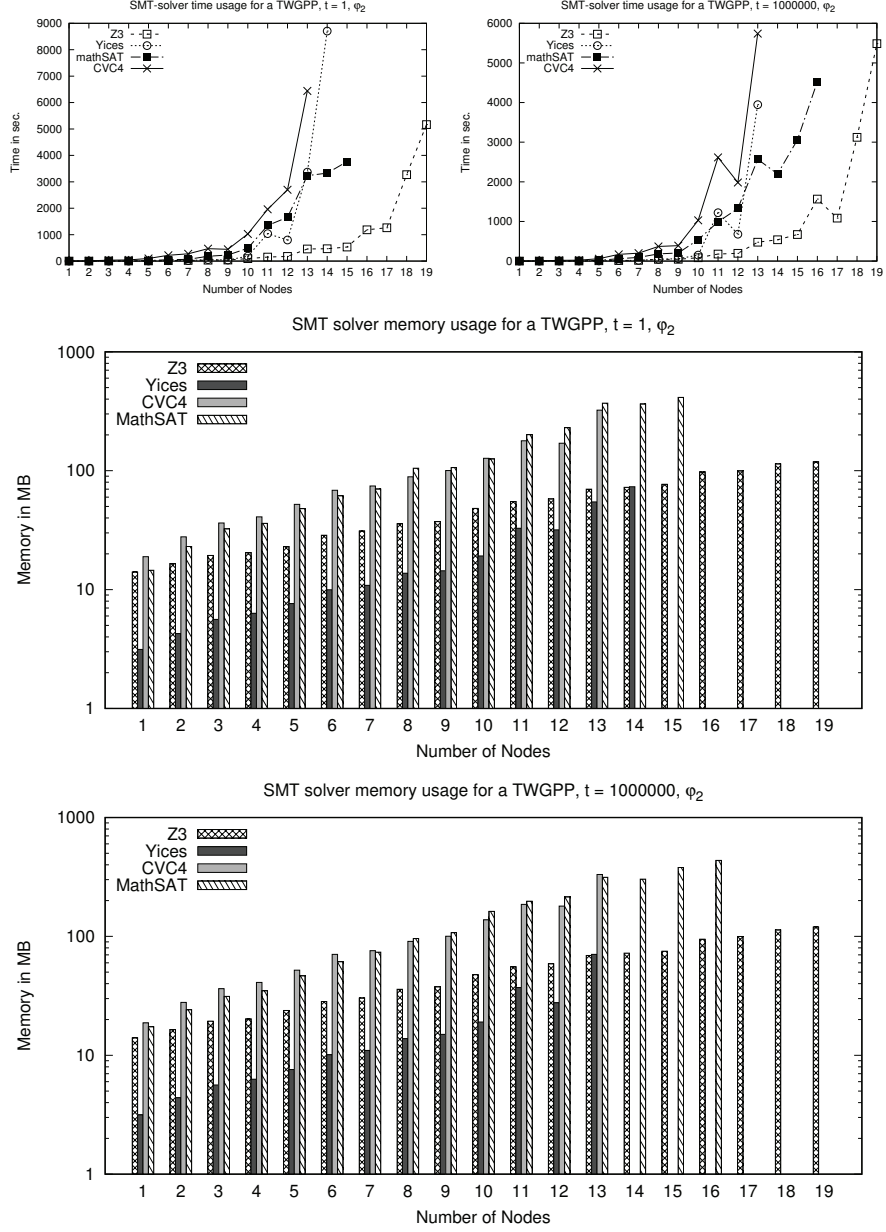 SMT-solver time usage for a TWGPP, t = 1, φ2
Z3
Yices
mathSAT
CVC4
Time in sec.
9000
8000
7000
6000
5000
4000
3000
2000
1000
0
1 2 3 4 5 6 7 8 9 10 11 12 13 14 15 16 17 18 19
Number of Nodes
SMT-solver time usage for a TWGPP, t = 1000000, φ2
Z3
Yices
mathSAT
CVC4
Time in sec.
6000
5000
4000
3000
2000
1000
0
1 2 3 4 5 6 7 8 9 10 11 12 13 14 15 16 17 18 19
Number of Nodes
SMT solver memory usage for a TWGPP, t = 1, φ2
Z3
Yices
CVC4
MathSAT
Memory in MB
1000
100
10
1
1 2 3 4 5 6 7 8 9 10 11 12 13 14 15 16 17 18 19
Number of Nodes
SMT solver memory usage for a TWGPP, t = 1000000, φ2
Z3
Yices
CVC4
MathSAT
Memory in MB
1000
100
10
1
1 2 3 4 5 6 7 8 9 10 11 12 13 14 15 16 17 18 19
Number of Nodes